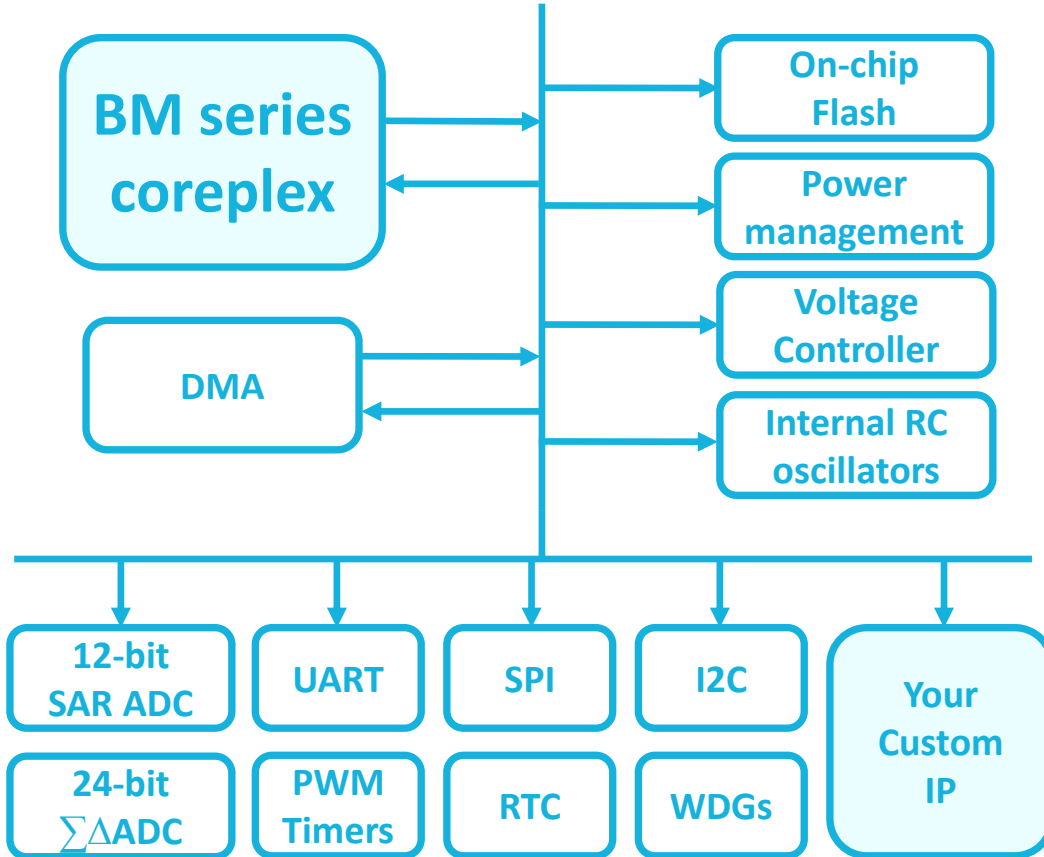 BM series
coreplex
On-chip
Flash
Power
management
Voltage
Controller
DMA
Internal RC
oscillators
12-bit
SAR ADC
UART
SPI
I2C
Your
Custom
IP
24-bit
∑ΔADC
PWM
Timers
RTC
WDGs